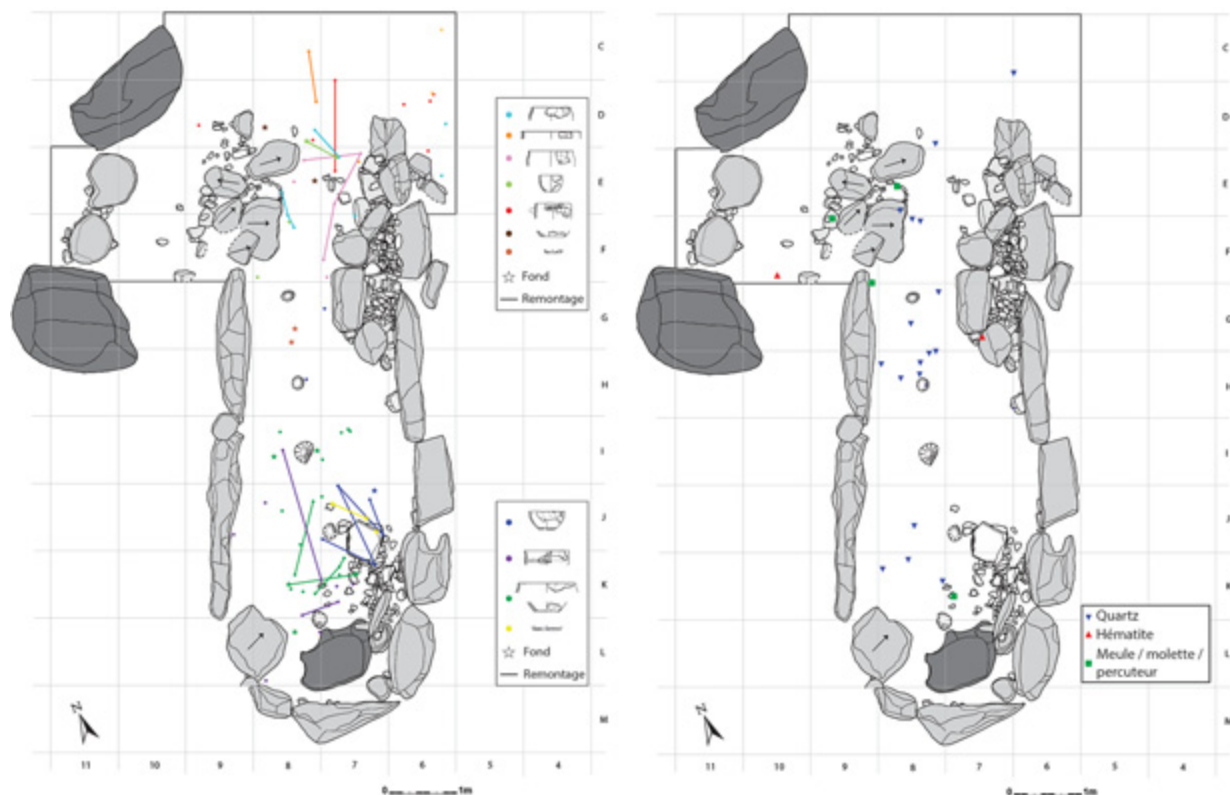 C
D
E
F
G
H
I
J
K
L
M
Fond
Remontage
Fond
Remontage
N
11 10 9 8 7 6 5 4
0 1m
C
D
E
F
G
H
I
J
K
L
M
Quartz
Hématite
Meule / molette /
percuteur
N
11 10 9 8 7 6 5 4
0 1m